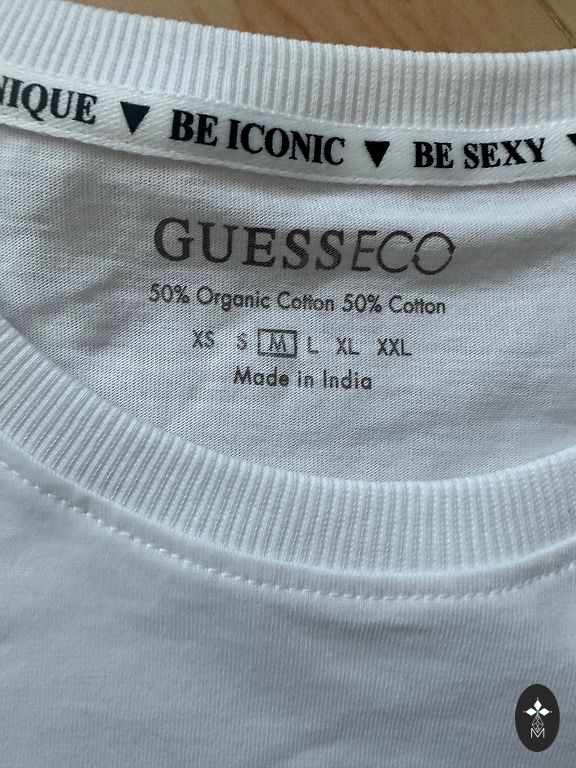 NIQUE ▼ BE ICONIC ▼ BE SEXY
GUESSECO
50% Organic Cotton 50% Cotton
XS S M L XL XXL
Made in India
M